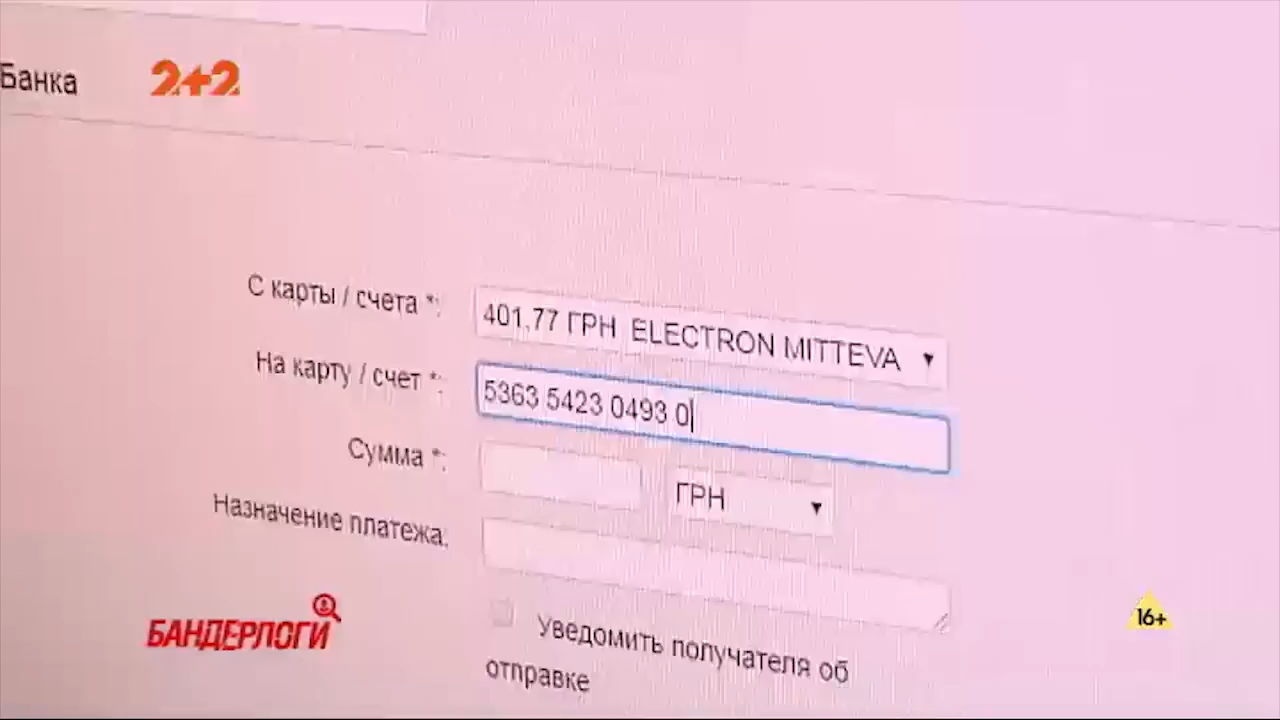 Банка
2+2
С карты / счета *:
401,77 ГРН ELECTRON MITTEVA
На карту / счет *:
5363 5423 0493 0
Сумма *:
ГРН
Назначение платежа:
Уведомить получателя об
отправке
БАНДЕРЛОГИ
16+